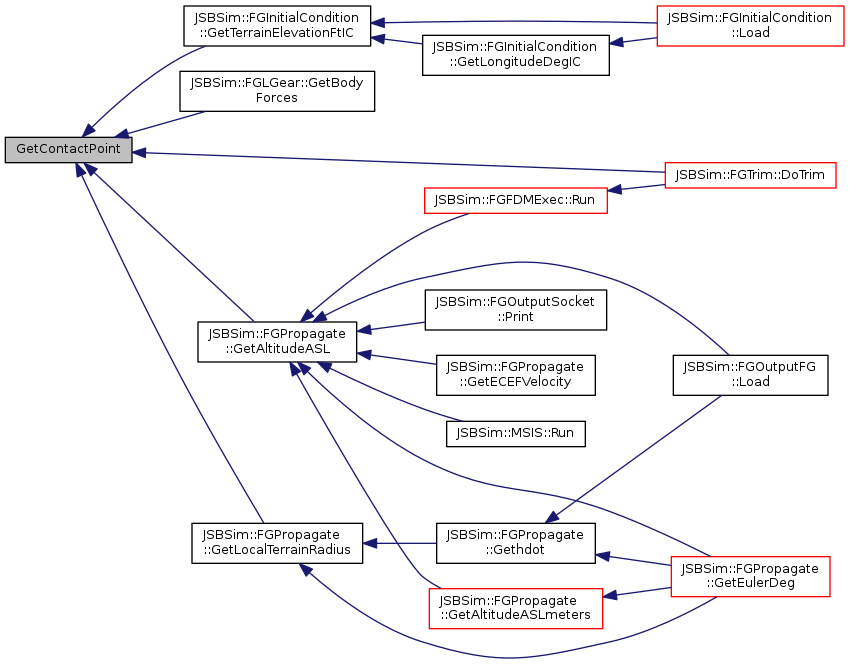 JSBSim::FGInitialCondition
::GetTerrainElevationFtIC
JSBSim::FGInitialCondition
::Load
JSBSim::FGInitialCondition
::GetLongitudeDegIC
JSBSim::FGLGear::GetBody
Forces
GetContactPoint
JSBSim::FGTrim::DoTrim
JSBSim::FGFDMExec::Run
JSBSim::FGOutputSocket
::Print
JSBSim::FGPropagate
::GetAltitudeASL
JSBSim::FGPropagate
::GetECEFVelocity
JSBSim::FGOutputFG
::Load
JSBSim::MSIS::Run
JSBSim::FGPropagate
::GetLocalTerrainRadius
JSBSim::FGPropagate
::Gethdot
JSBSim::FGPropagate
::GetEulerDeg
JSBSim::FGPropagate
::GetAltitudeASLmeters